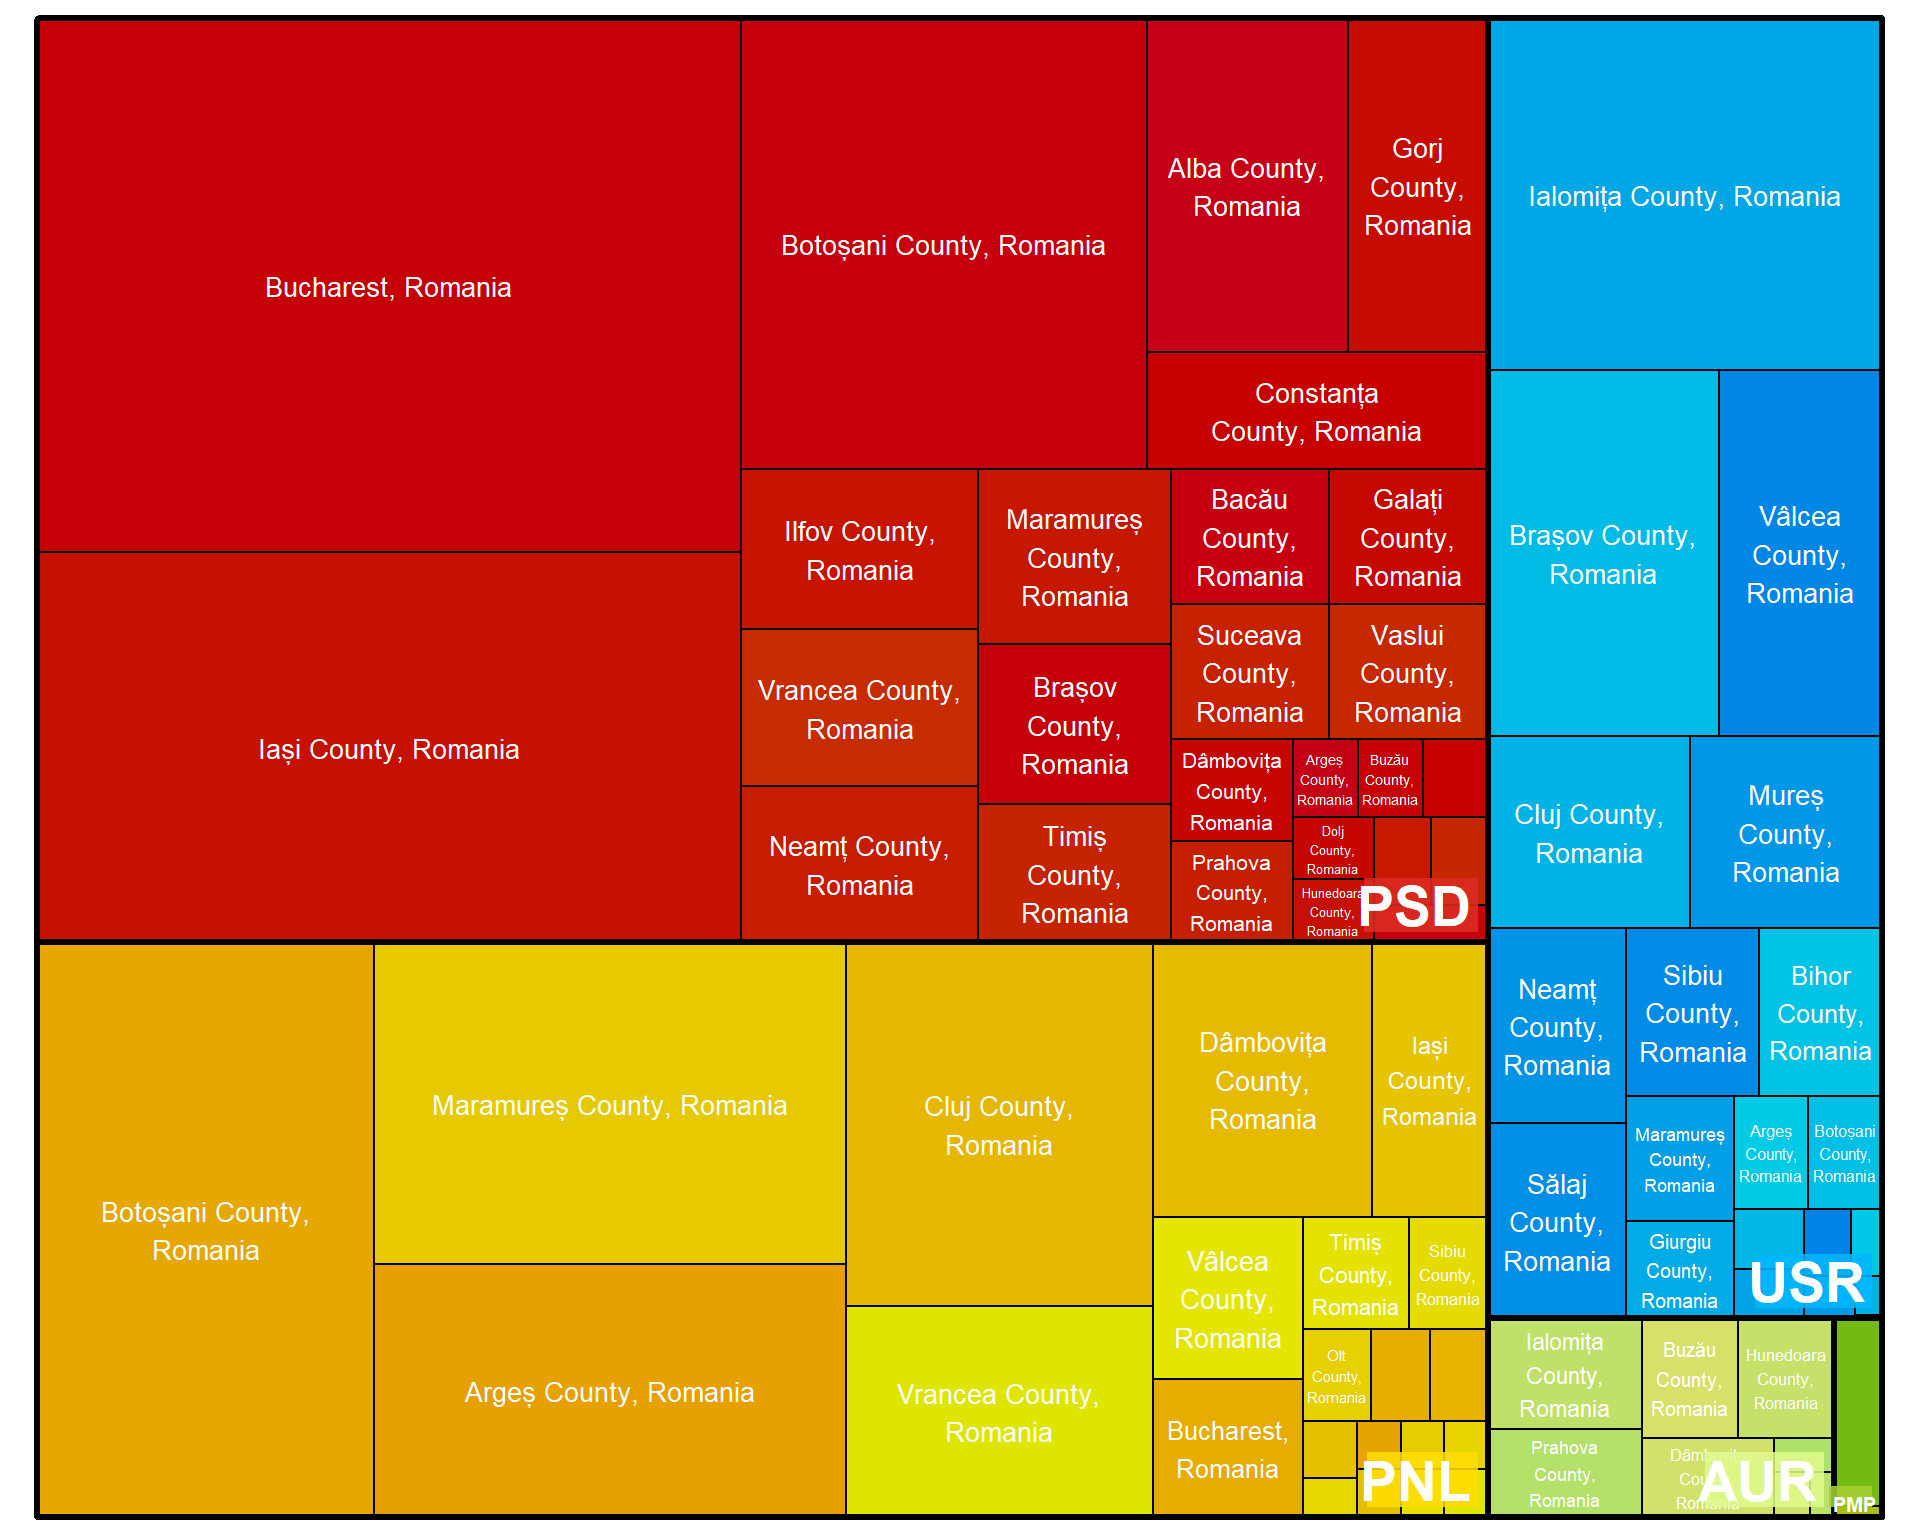 Bucharest, Romania
Iași County, Romania
Botoșani County, Romania
Alba County,
Romania
Gorj
County,
Romania
Constanța
County, Romania
Ilfov County,
Romania
Vrancea County,
Romania
Neamț County,
Romania
Maramureș
County,
Romania
Brașov
County,
Romania
Timiș
County,
Romania
Bacău
County,
Romania
Galați
County,
Romania
Suceava
County,
Romania
Vaslui
County,
Romania
Dâmbovița
County,
Romania
Prahova
County,
Romania
Argeș
County,
Romania
Buzău
County,
Romania
Dolj
County,
Romania
Hunedoara
County,
Romania
PSD
Botoșani County,
Romania
Maramureș County, Romania
Argeș County, Romania
Cluj County,
Romania
Vrancea County,
Romania
Dâmbovița
County,
Romania
Iași
County,
Romania
Vâlcea
County,
Romania
Bucharest,
Romania
Timiș
County,
Romania
Sibiu
County,
Romania
Olt
County,
Romania
PNL
Ialomița County, Romania
Brașov County,
Romania
Vâlcea
County,
Romania
Cluj County,
Romania
Mureș
County,
Romania
Neamț
County,
Romania
Sălaj
County,
Romania
Sibiu
County,
Romania
Bihor
County,
Romania
Maramureș
County,
Romania
Giurgiu
County,
Romania
Argeș
County,
Romania
Botoșani
County,
Romania
USR
Ialomița
County,
Romania
Prahova
County,
Romania
Buzău
County,
Romania
Hunedoara
County,
Romania
Dâmbovița
County,
Romania
AUR
PMP